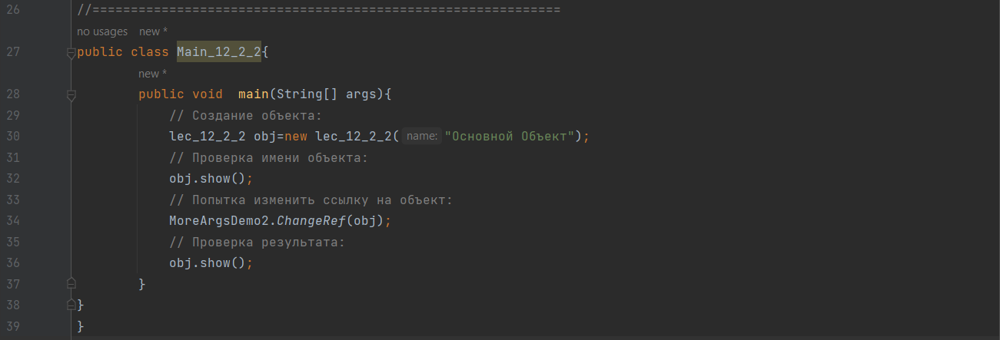 26 //=============================================================
no usages new *
27 public class Main_12_2_2{
new *
28 public void  main(String[] args){
29 // Создание объекта:
30 lec_12_2_2 obj=new lec_12_2_2( name: "Основной Объект");
31 // Проверка имени объекта:
32 obj.show();
33 // Попытка изменить ссылку на объект:
34 MoreArgsDemo2.ChangeRef(obj);
35 // Проверка результата:
36 obj.show();
37 }
38 }
39 }